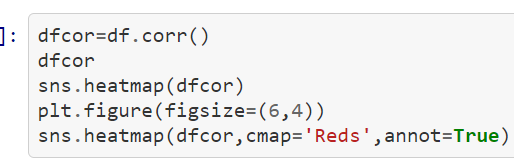 ]:
dfcor=df.corr()
dfcor
sns.heatmap(dfcor)
plt.figure(figsize=(6,4))
sns.heatmap(dfcor,cmap='Reds',annot=True)